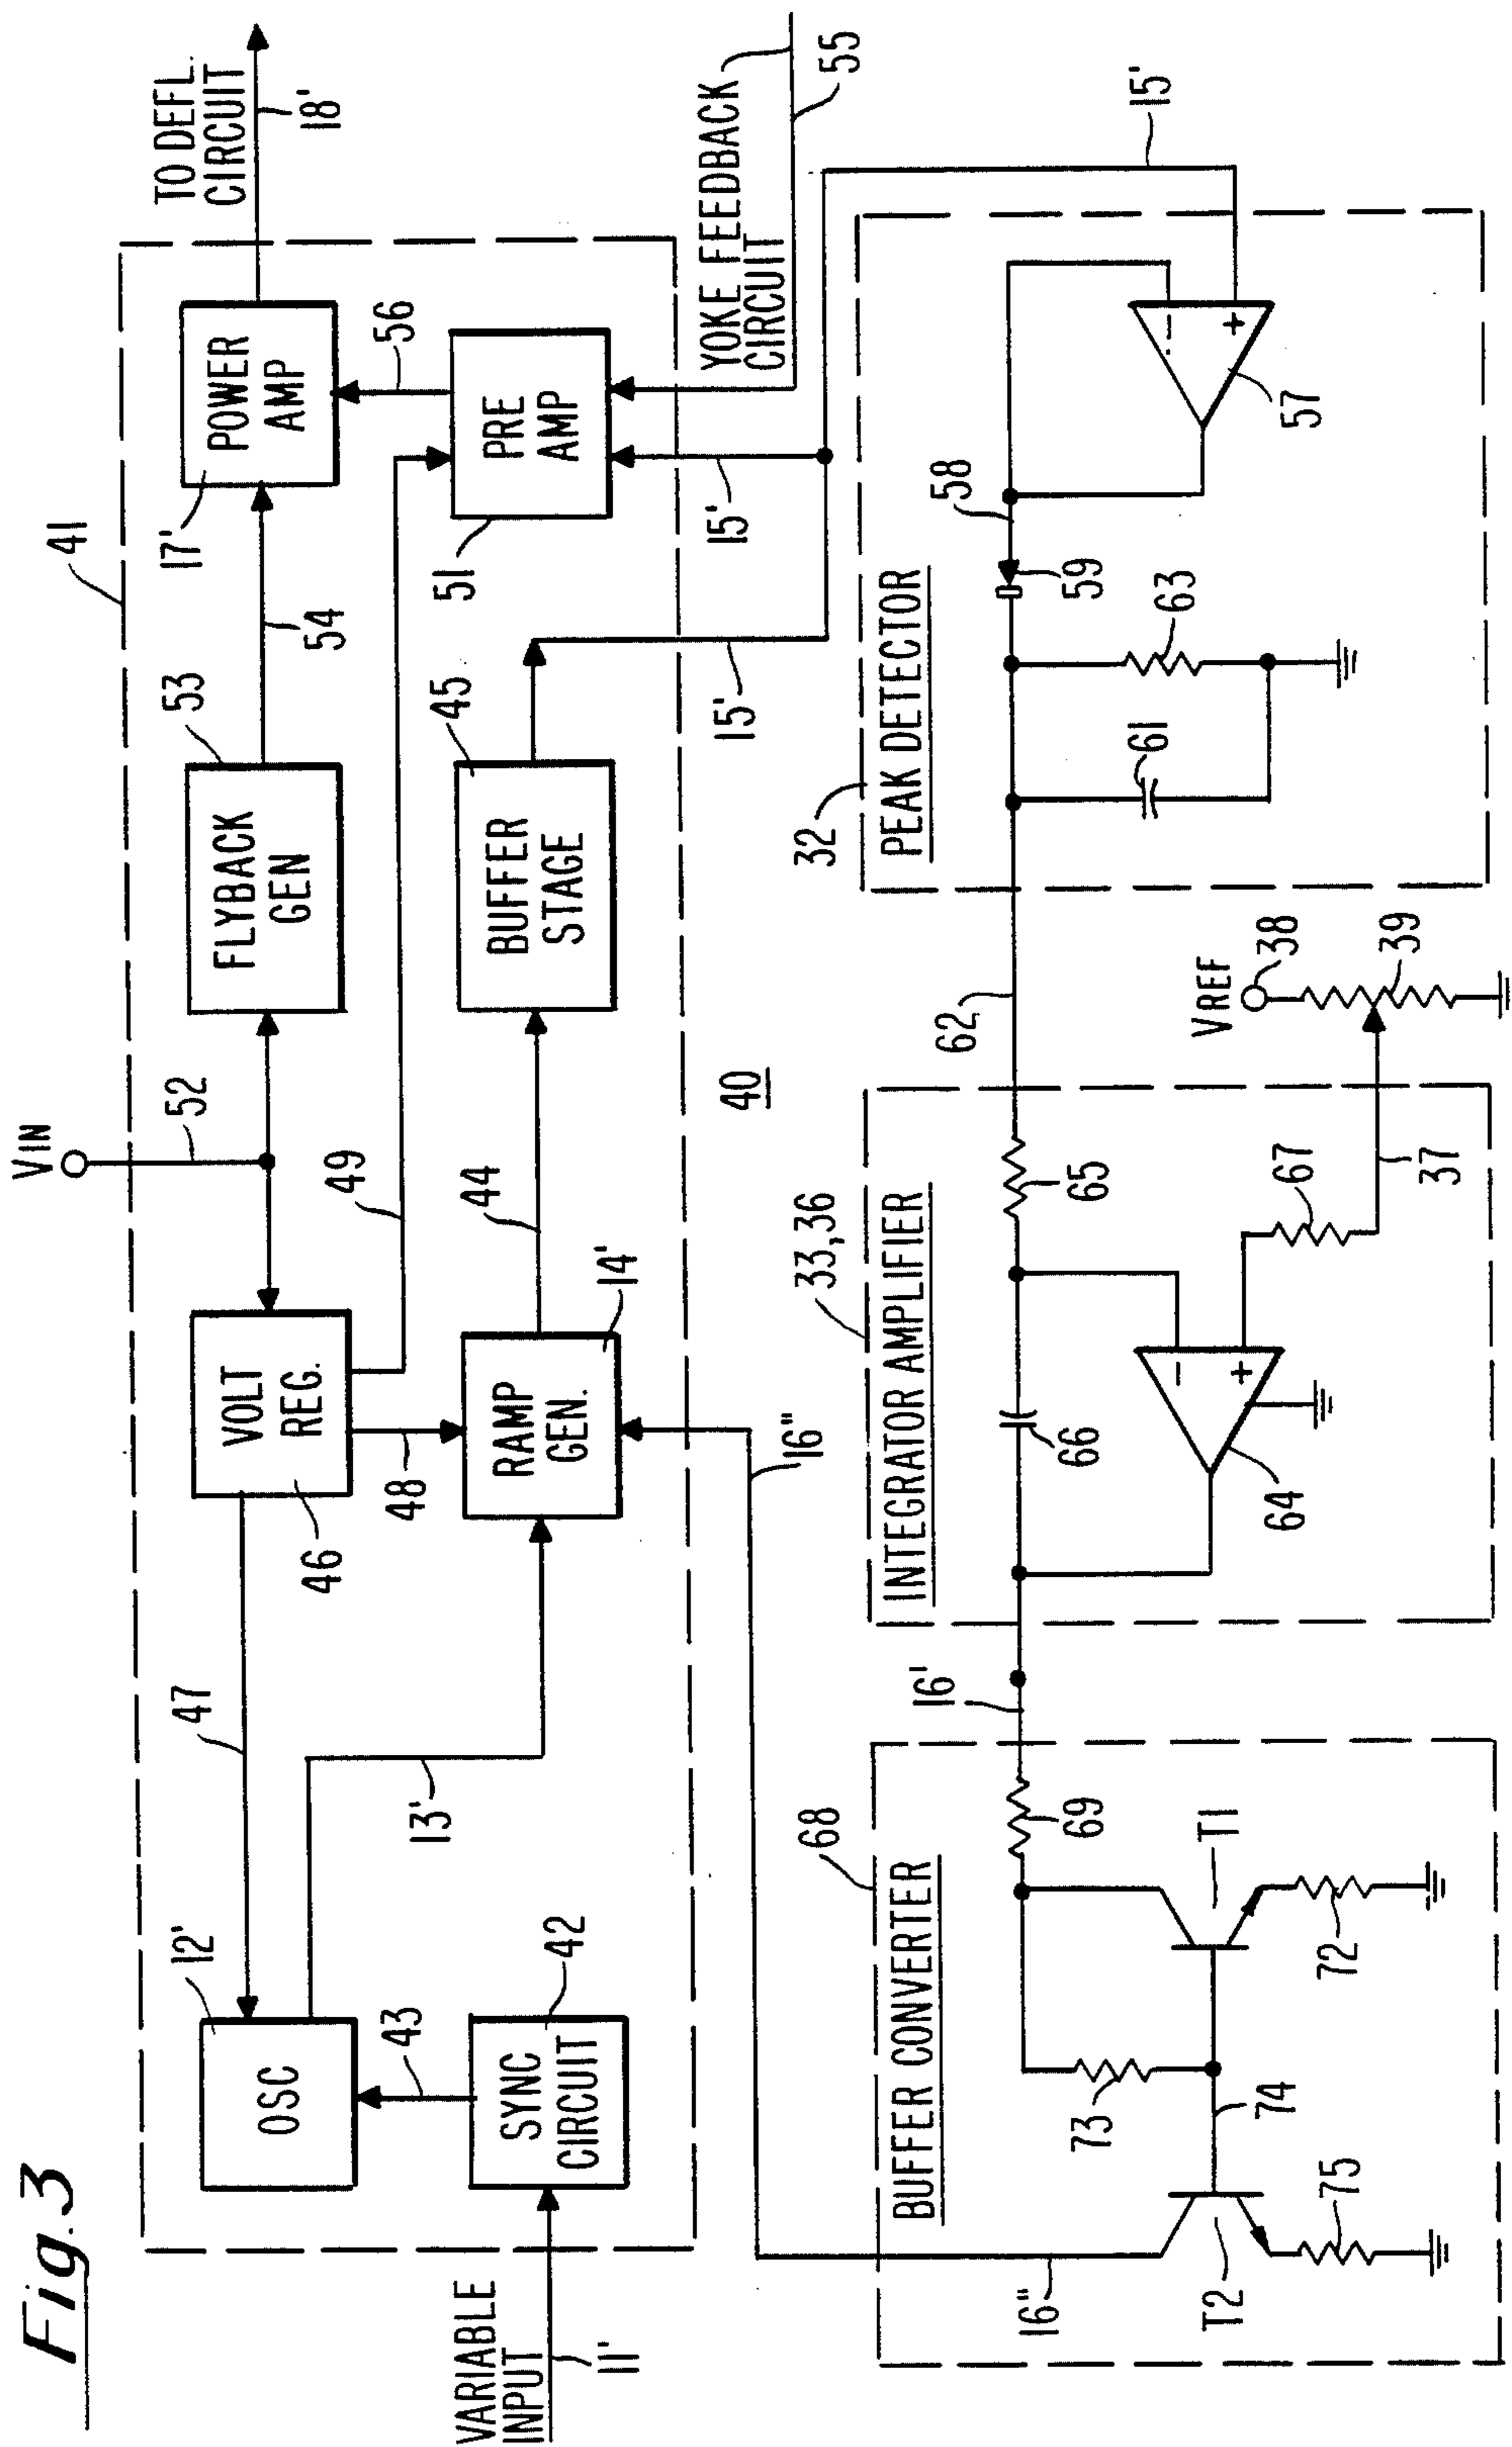 Fig. 3
VIN
52
41
TO DEFL.
CIRCUIT
18'
12'
OSC
47
46
VOLT
REG.
53
FLYBACK
GEN
54
17'
POWER
AMP
49
56
43
13'
48
44
42
SYNC
CIRCUIT
14'
RAMP
GEN.
45
BUFFER
STAGE
51
PRE
AMP
VARIABLE
INPUT
11'
YOKE FEEDBACK
CIRCUIT
55
15'
15'
15'
40
16"
68
BUFFER CONVERTER
16'
33,36
INTEGRATOR AMPLIFIER
62
32
PEAK DETECTOR
58
69
65
59
63
61
66
73
T1
72
74
16"
T2
75
64
67
37
VREF
38
39
57
-
+
-
+